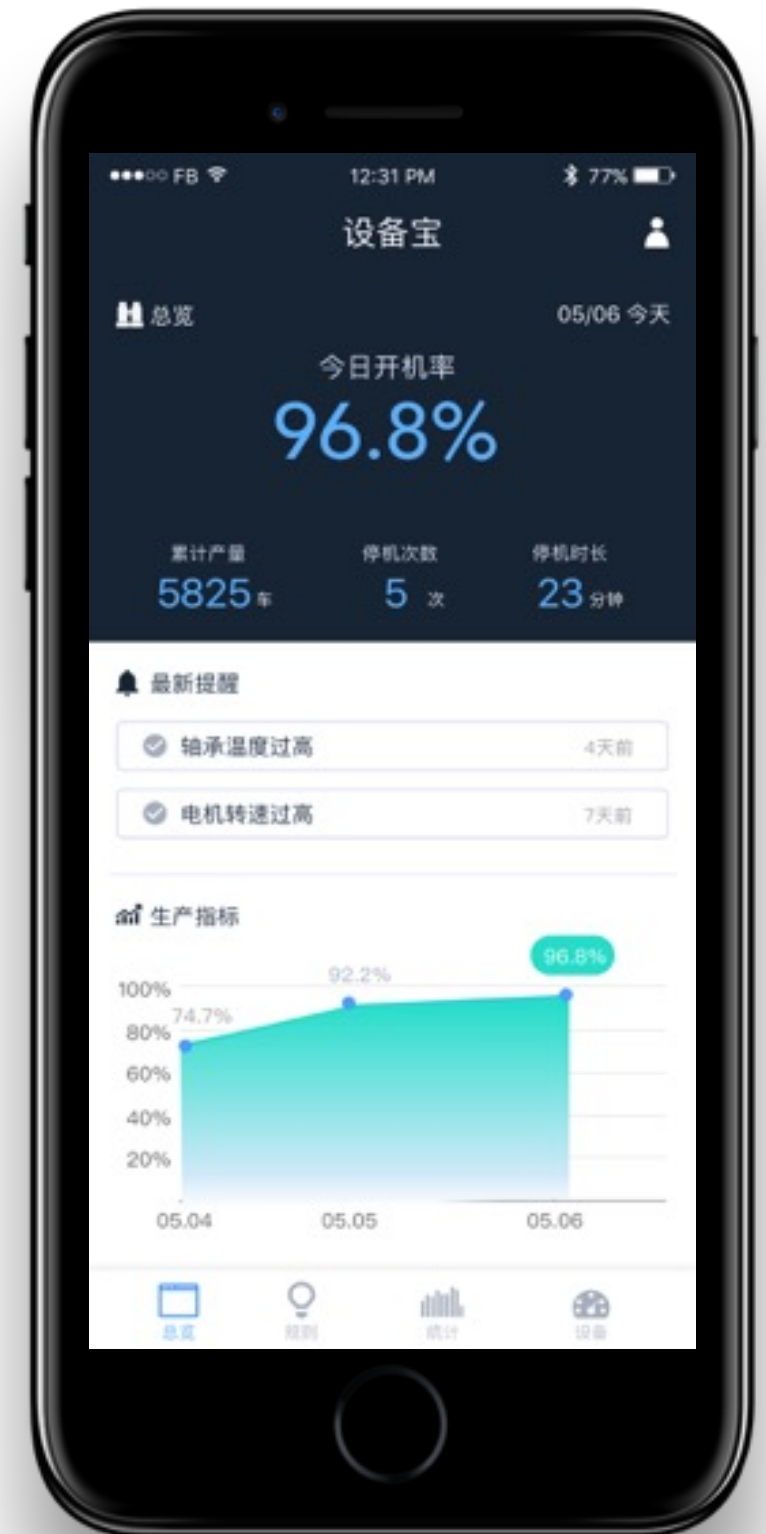 FB 12:31 PM 77%
设备宝
总览 05/06 今天
今日开机率
96.8%
累计产量 停机次数 停机时长
5825 车 5 次 23 分钟
最新提醒
轴承温度过高 4天前
电机转速过高 7天前
生产指标
96.8%
92.2%
100%
74.7%
80%
60%
40%
20%
05.04 05.05 05.06
总览 规则 统计 设备